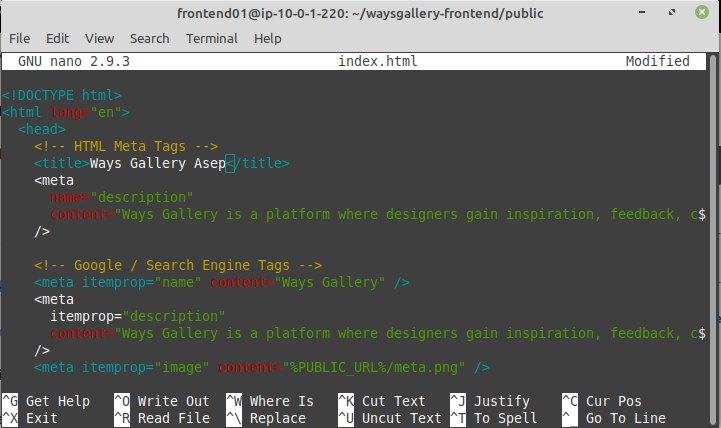 frontend01@ip-10-0-1-220: ~/waysgallery-frontend/public
File Edit View Search Terminal Help
GNU nano 2.9.3 index.html Modified
<!DOCTYPE html>
<html lang="en">
<head>
<!-- HTML Meta Tags -->
<title>Ways Gallery Asep</title>
<meta
name="description"
content="Ways Gallery is a platform where designers gain inspiration, feedback, c$
/>
<!-- Google / Search Engine Tags -->
<meta itemprop="name" content="Ways Gallery" />
<meta
itemprop="description"
content="Ways Gallery is a platform where designers gain inspiration, feedback, c$
/>
<meta itemprop="image" content="%PUBLIC_URL%/meta.png" />
^G Get Help ^O Write Out ^W Where Is ^K Cut Text ^J Justify ^C Cur Pos
^X Exit ^R Read File ^\ Replace ^U Uncut Text ^T To Spell ^_ Go To Line